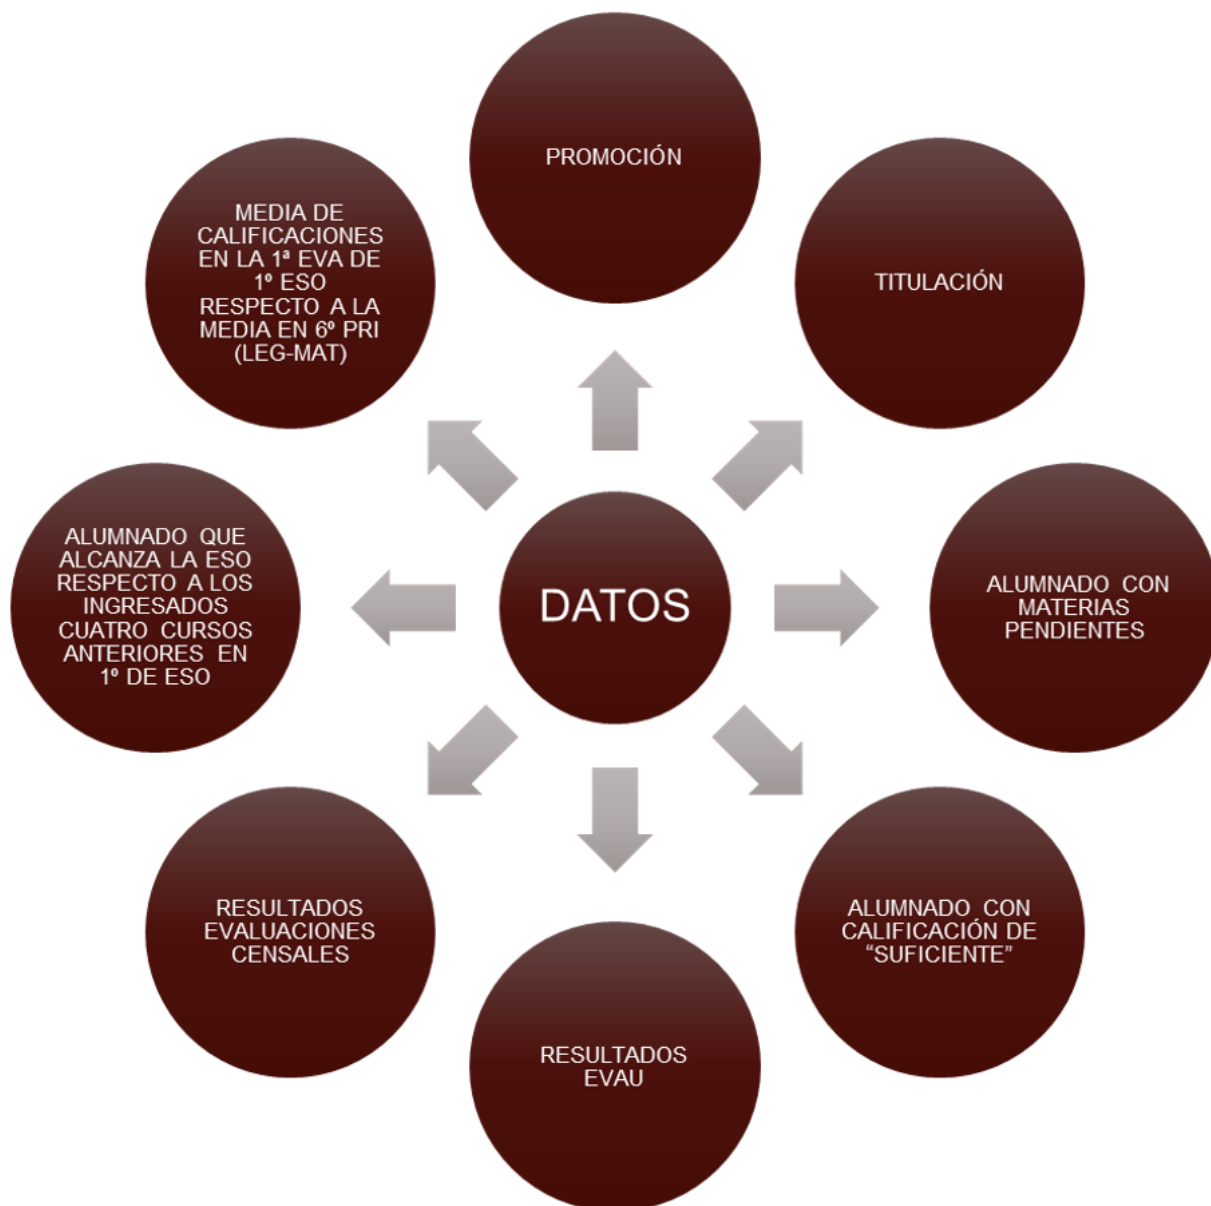 PROMOCIÓN
TITULACIÓN
ALUMNADO CON
MATERIAS
PENDIENTES
ALUMNADO CON
CALIFICACIÓN DE
“SUFICIENTE”
RESULTADOS
EVAU
RESULTADOS
EVALUACIONES
CENSALES
ALUMNADO QUE
ALCANZA LA ESO
RESPECTO A LOS
INGRESADOS
CUATRO CURSOS
ANTERIORES EN
1º DE ESO
MEDIA DE
CALIFICACIONES
EN LA 1ª EVA DE
1º ESO
RESPECTO A LA
MEDIA EN 6º PRI
(LEG-MAT)
DATOS